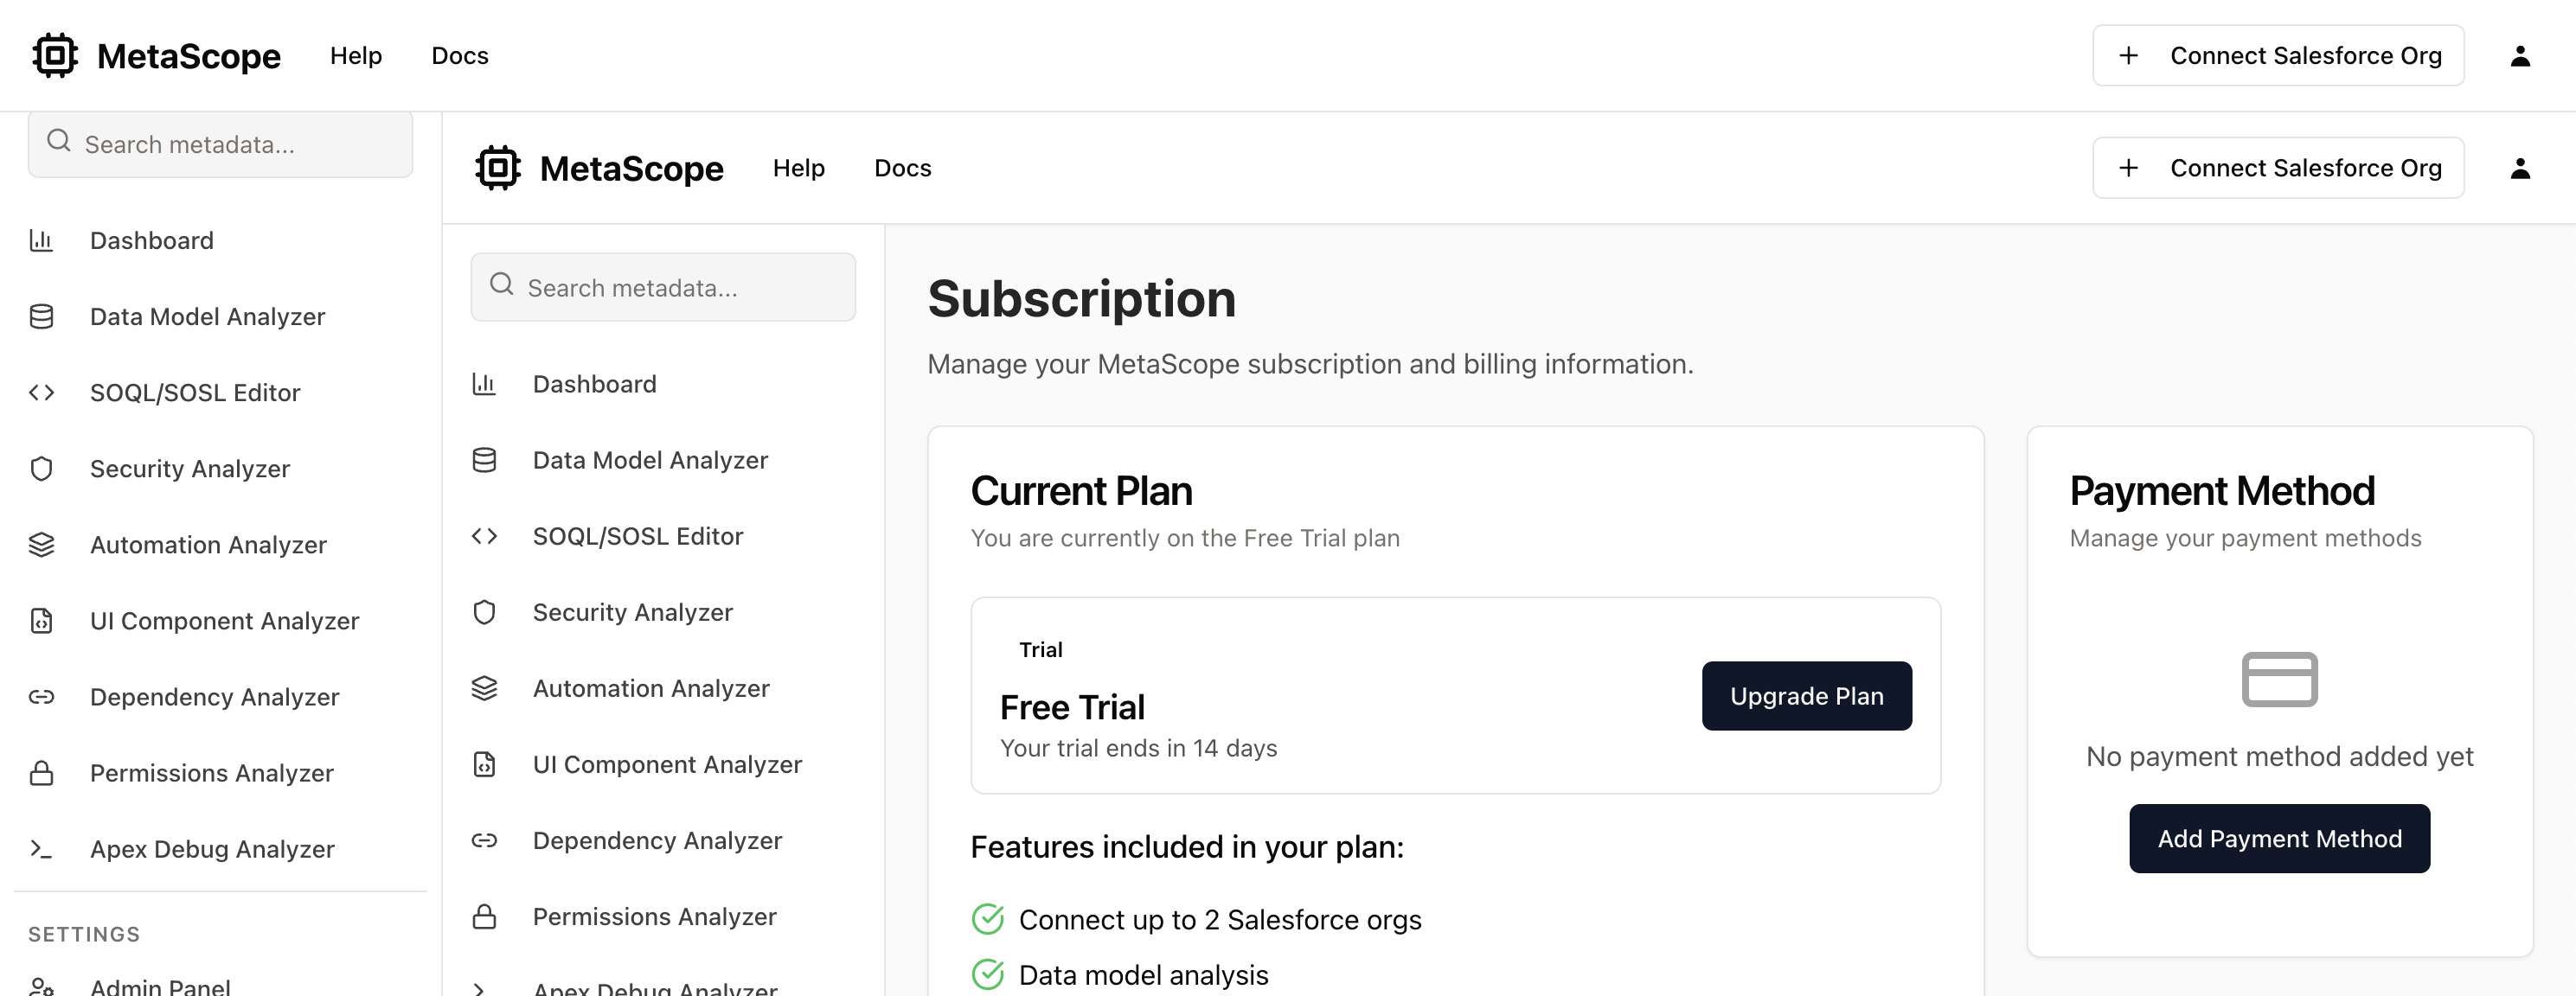 MetaScope Help Docs + Connect Salesforce Org
Search metadata...
Dashboard
Data Model Analyzer
SOQL/SOSL Editor
Security Analyzer
Automation Analyzer
UI Component Analyzer
Dependency Analyzer
Permissions Analyzer
Apex Debug Analyzer
SETTINGS
Admin Panel
MetaScope Help Docs + Connect Salesforce Org
Search metadata...
Dashboard
Data Model Analyzer
SOQL/SOSL Editor
Security Analyzer
Automation Analyzer
UI Component Analyzer
Dependency Analyzer
Permissions Analyzer
Apex Debug Analyzer
Subscription
Manage your MetaScope subscription and billing information.
Current Plan
You are currently on the Free Trial plan
Trial
Free Trial
Your trial ends in 14 days
Upgrade Plan
Features included in your plan:
Connect up to 2 Salesforce orgs
Data model analysis
Payment Method
Manage your payment methods
No payment method added yet
Add Payment Method